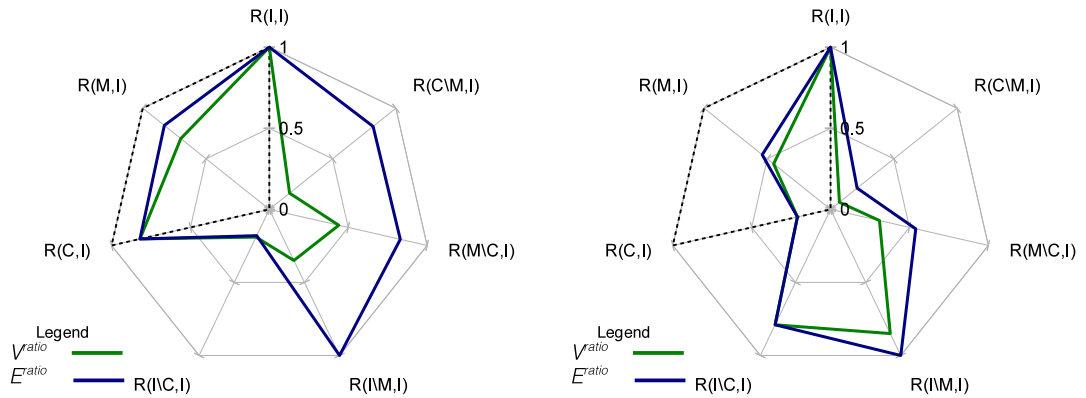 R(I,I)
1
R(M,I)
R(C\M,I)
0.5
0
R(C,I)
R(M\C,I)
Legend
V^ratio
E^ratio
R(I\C,I)
R(I\M,I)
R(I,I)
1
R(M,I)
R(C\M,I)
0.5
0
R(C,I)
R(M\C,I)
Legend
V^ratio
E^ratio
R(I\C,I)
R(I\M,I)